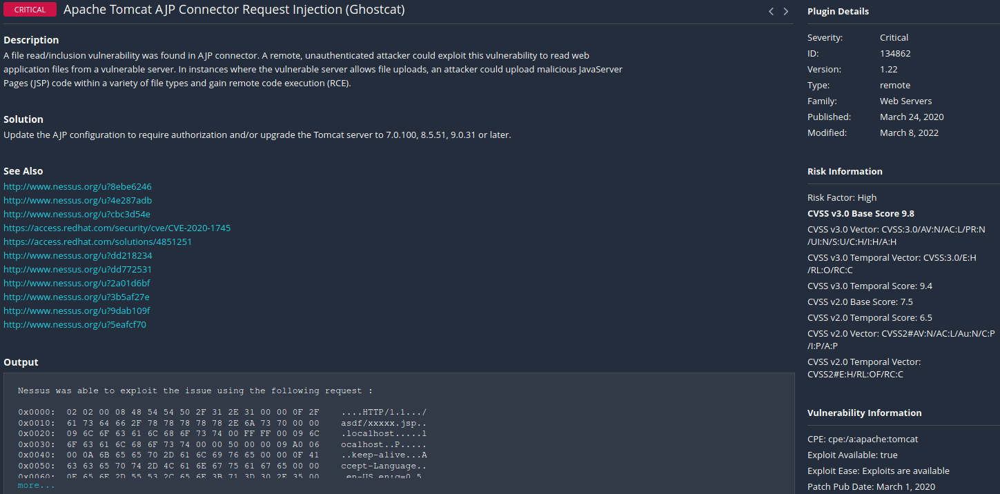 CRITICAL Apache Tomcat AJP Connector Request Injection (Ghostcat)
Description
A file read/inclusion vulnerability was found in AJP connector. A remote, unauthenticated attacker could exploit this vulnerability to read web
application files from a vulnerable server. In instances where the vulnerable server allows file uploads, an attacker could upload malicious JavaServer
Pages (JSP) code within a variety of file types and gain remote code execution (RCE).
Solution
Update the AJP configuration to require authorization and/or upgrade the Tomcat server to 7.0.100, 8.5.51, 9.0.31 or later.
See Also
http://www.nessus.org/u?8ebe6246
http://www.nessus.org/u?4e287adb
http://www.nessus.org/u?cbc3d54e
https://access.redhat.com/security/cve/CVE-2020-1745
https://access.redhat.com/solutions/4851251
http://www.nessus.org/u?dd218234
http://www.nessus.org/u?dd772531
http://www.nessus.org/u?2a01d6bf
http://www.nessus.org/u?3b5af27e
http://www.nessus.org/u?9dab109f
http://www.nessus.org/u?5eafcf70
Output
Nessus was able to exploit the issue using the following request :
0x0000: 02 02 00 08 48 54 54 50 2F 31 2E 31 00 00 0F 2F ....HTTP/1.1.../
0x0010: 61 73 64 66 2F 78 78 78 78 78 2E 6A 73 70 00 00 asdf/xxxxx.jsp..
0x0020: 09 6C 6F 63 61 6C 68 6F 73 74 00 FF FF 00 09 6C .localhost.....l
0x0030: 6F 63 61 6C 68 6F 73 74 00 00 50 00 00 09 A0 06 ocalhost..P.....
0x0040: 00 0A 6B 65 65 70 2D 61 6C 69 76 65 00 00 0F 41 ..keep-alive...A
0x0050: 63 63 65 70 74 2D 4C 61 6E 67 75 61 67 65 00 00 ccept-Language..
0x0060: 0E 65 6E 2D 55 53 2C 65 6E 3B 71 3D 30 2E 35 00 .en-US,en;q=0.5.
more...
Plugin Details
Severity: Critical
ID: 134862
Version: 1.22
Type: remote
Family: Web Servers
Published: March 24, 2020
Modified: March 8, 2022
Risk Information
Risk Factor: High
CVSS v3.0 Base Score 9.8
CVSS v3.0 Vector: CVSS:3.0/AV:N/AC:L/PR:N
/UI:N/S:U/C:H/I:H/A:H
CVSS v3.0 Temporal Vector: CVSS:3.0/E:H
/RL:O/RC:C
CVSS v3.0 Temporal Score: 9.4
CVSS v2.0 Base Score: 7.5
CVSS v2.0 Temporal Score: 6.5
CVSS v2.0 Vector: CVSS2#AV:N/AC:L/Au:N/C:P
/I:P/A:P
CVSS v2.0 Temporal Vector:
CVSS2#E:H/RL:OF/RC:C
Vulnerability Information
CPE: cpe:/a:apache:tomcat
Exploit Available: true
Exploit Ease: Exploits are available
Patch Pub Date: March 1, 2020